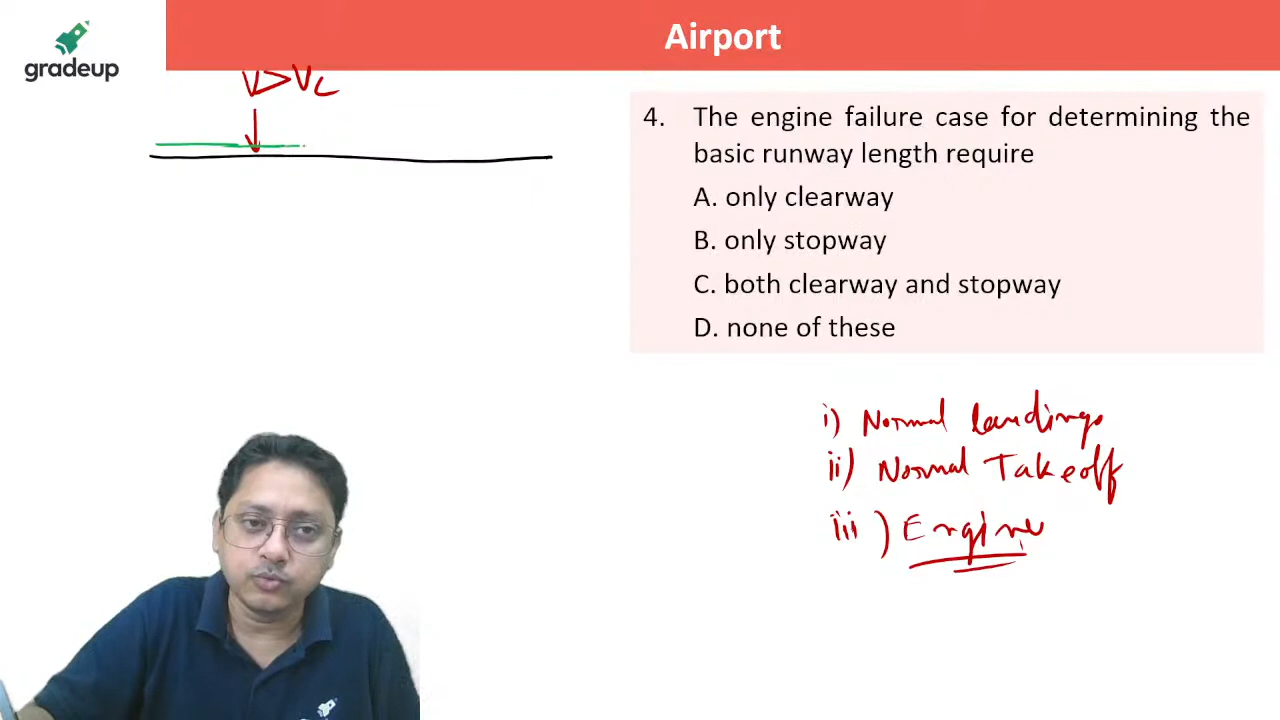 Airport
gradeup
V > Vc
4. The engine failure case for determining the
basic runway length require
A. only clearway
B. only stopway
C. both clearway and stopway
D. none of these
i) Normal landings
ii) Normal Takeoff
iii) Engine